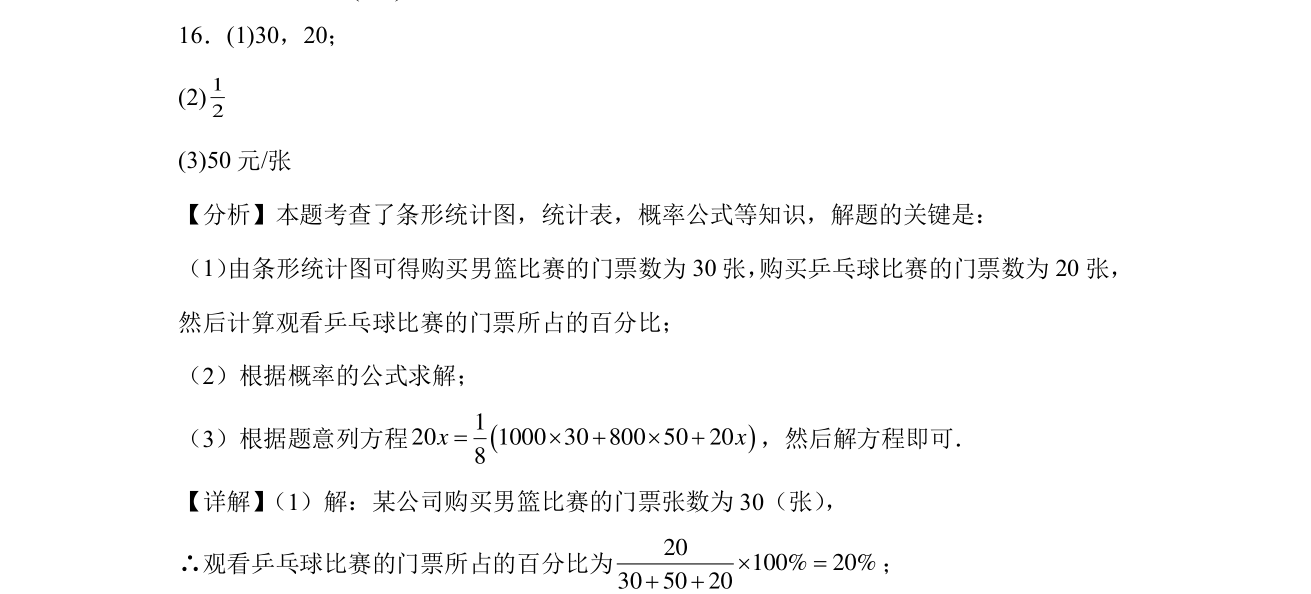 16．(1)30，20；
(2)1/2
(3)50 元/张
【分析】本题考查了条形统计图，统计表，概率公式等知识，解题的关键是：
（1）由条形统计图可得购买男篮比赛的门票数为 30 张，购买乒乓球比赛的门票数为 20 张，
然后计算观看乒乓球比赛的门票所占的百分比；
（2）根据概率的公式求解；
（3）根据题意列方程20x=1/8(1000×30+800×50+20x)，然后解方程即可．
【详解】（1）解：某公司购买男篮比赛的门票张数为 30（张），
∴观看乒乓球比赛的门票所占的百分比为20/(30+50+20)×100%=20%；